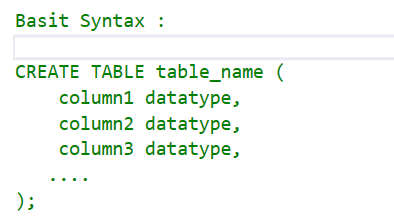 Basit Syntax :
CREATE TABLE table_name (
    column1 datatype,
    column2 datatype,
    column3 datatype,
   ....
);